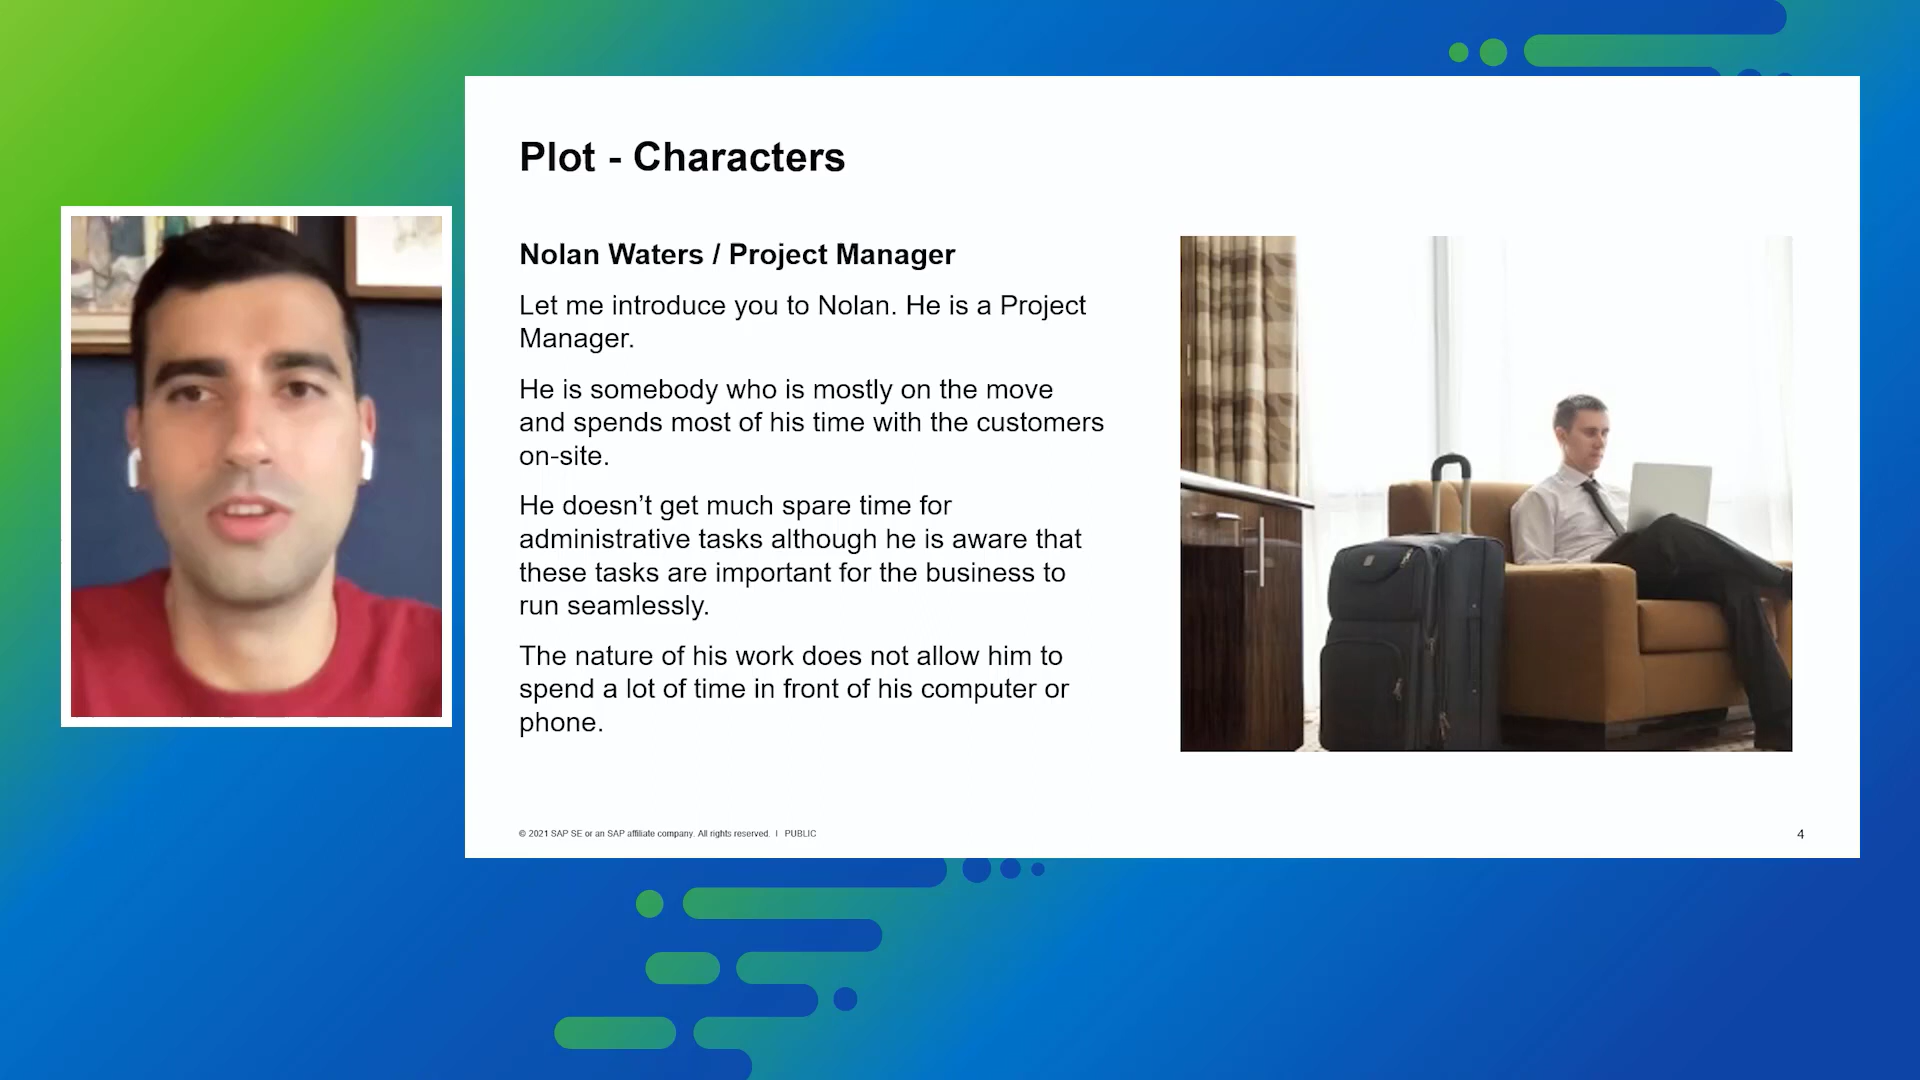 Plot - Characters
Nolan Waters / Project Manager
Let me introduce you to Nolan. He is a Project
Manager.
He is somebody who is mostly on the move
and spends most of his time with the customers
on-site.
He doesn’t get much spare time for
administrative tasks although he is aware that
these tasks are important for the business to
run seamlessly.
The nature of his work does not allow him to
spend a lot of time in front of his computer or
phone.
© 2021 SAP SE or an SAP affiliate company. All rights reserved. I PUBLIC
4